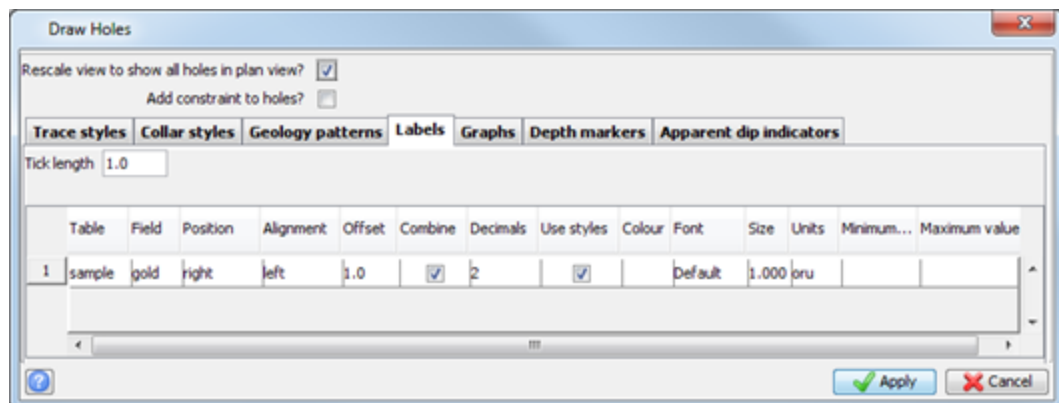 Draw Holes
Rescale view to show all holes in plan view?
Add constraint to holes?
Trace styles Collar styles Geology patterns Labels Graphs Depth markers Apparent dip indicators
Tick length 1.0
Table Field Position Alignment Offset Combine Decimals Use styles Colour Font Size Units Minimum... Maximum value
1 sample gold right left 1.0 2 Default 1.000 oru
Apply Cancel